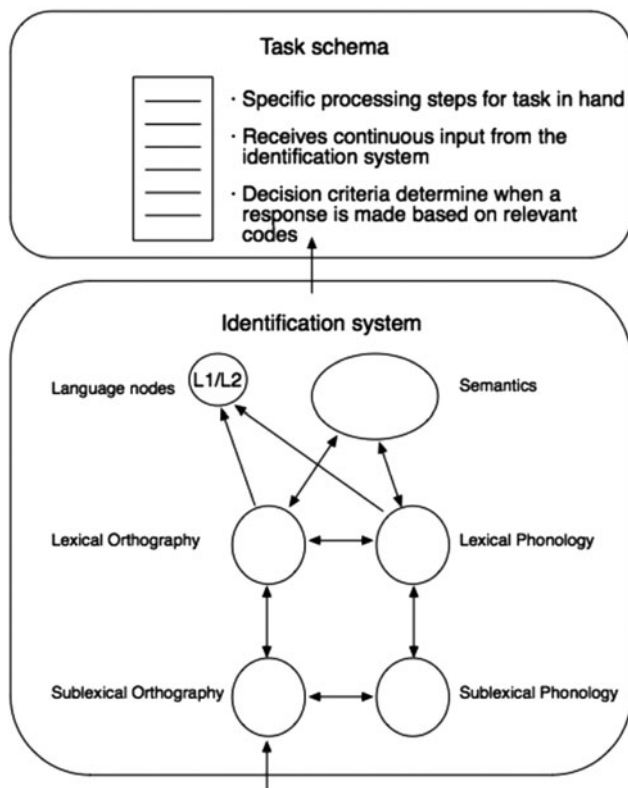 Task schema
· Specific processing steps for task in hand
· Receives continuous input from the
identification system
· Decision criteria determine when a
response is made based on relevant
codes
Identification system
Language nodes
L1/L2
Semantics
Lexical Orthography
Lexical Phonology
Sublexical Orthography
Sublexical Phonology